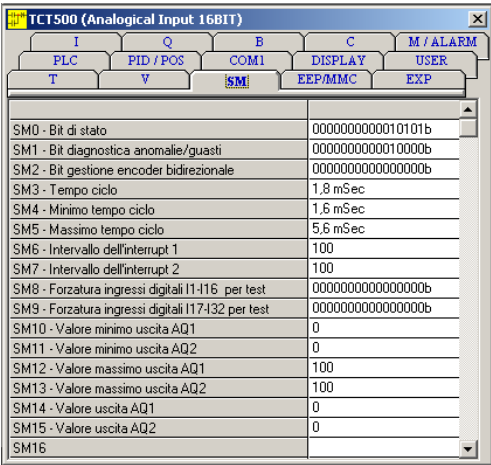 TCT500 (Analogical Input 16BIT)
I Q B C M / ALARM
PLC PID / POS COM1 DISPLAY USER
T V SM EEP/MMC EXP
SM0 - Bit di stato 0000000000010101b
SM1 - Bit diagnostica anomalie/guasti 0000000000010000b
SM2 - Bit gestione encoder bidirezionale 0000000000000000b
SM3 - Tempo ciclo 1,8 mSec
SM4 - Minimo tempo ciclo 1,6 mSec
SM5 - Massimo tempo ciclo 5,6 mSec
SM6 - Intervallo dell'interrupt 1 100
SM7 - Intervallo dell'interrupt 2 100
SM8 - Forzatura ingressi digitali I1-I16 per test 0000000000000000b
SM9 - Forzatura ingressi digitali I17-I32 per test 0000000000000000b
SM10 - Valore minimo uscita AQ1 0
SM11 - Valore minimo uscita AQ2 0
SM12 - Valore massimo uscita AQ1 100
SM13 - Valore massimo uscita AQ2 100
SM14 - Valore uscita AQ1 0
SM15 - Valore uscita AQ2 0
SM16